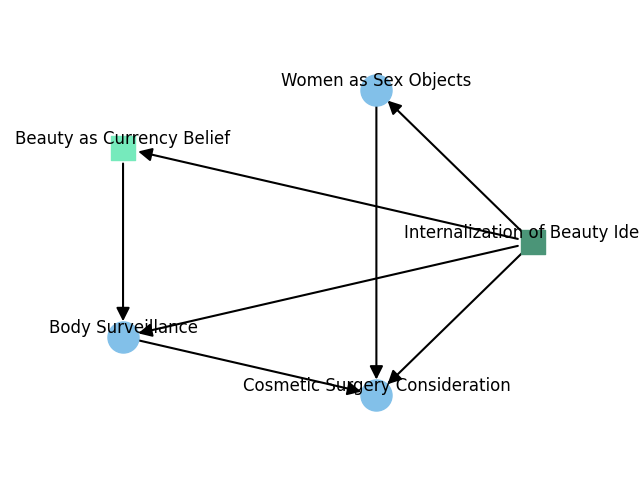 Women as Sex Objects
Beauty as Currency Belief
Internalization of Beauty Ide
Body Surveillance
Cosmetic Surgery Consideration